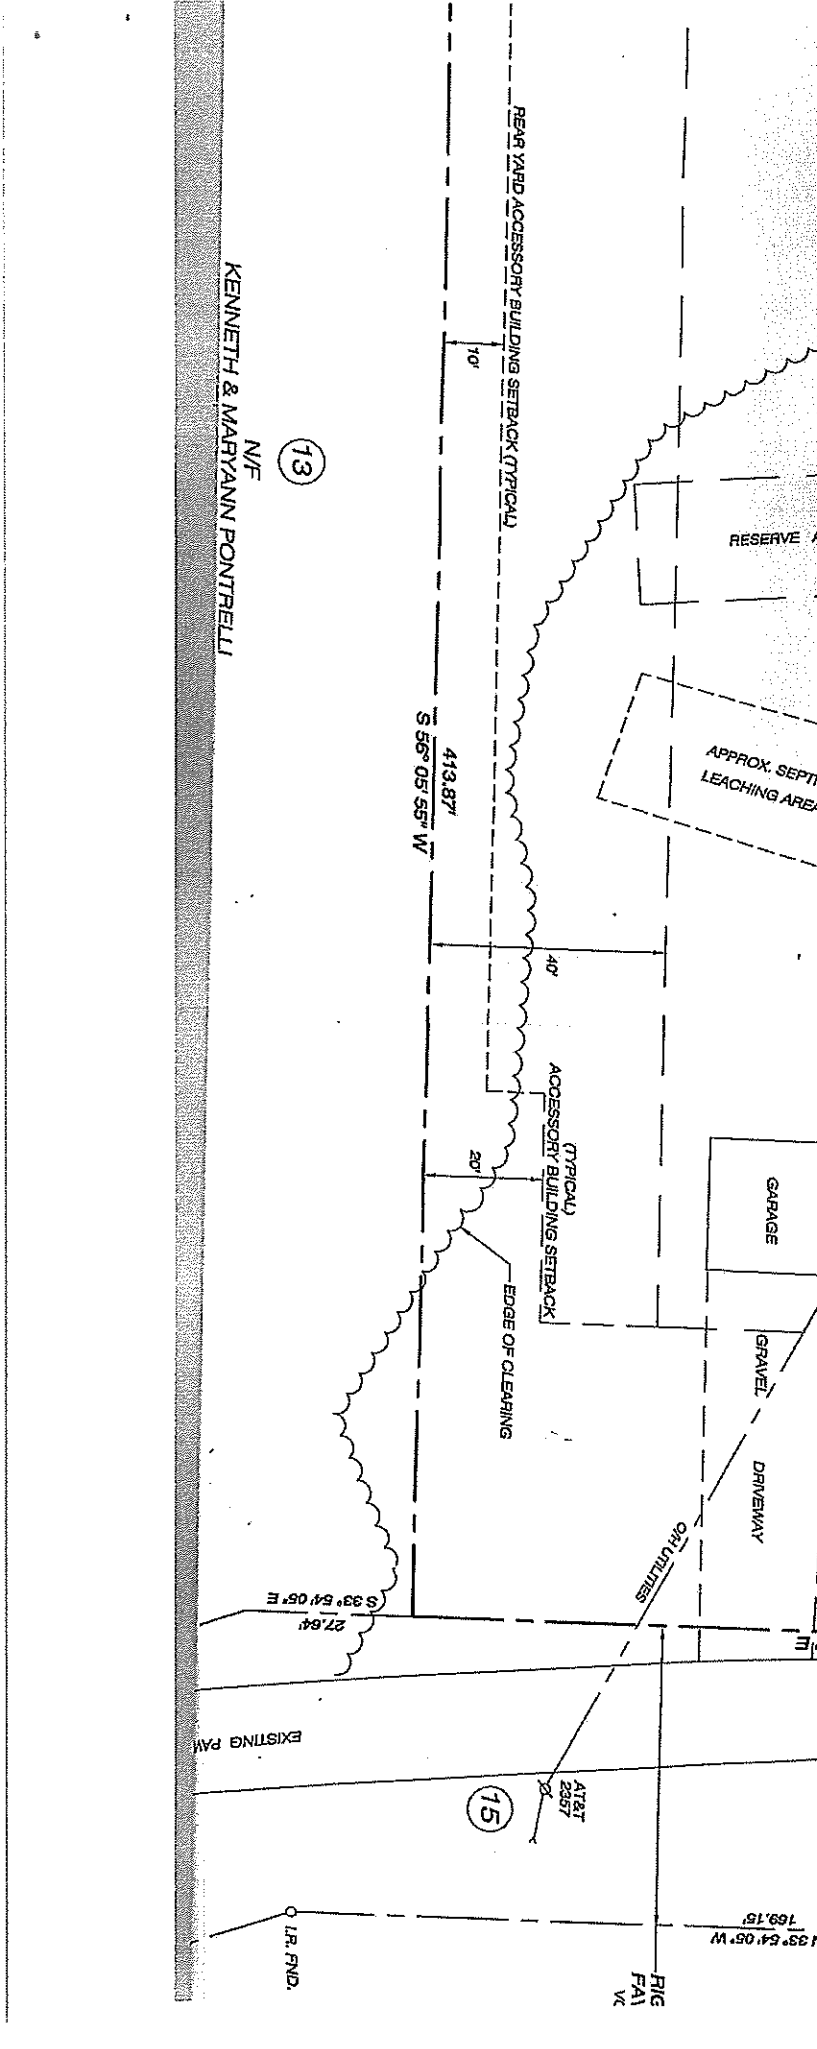 REAR YARD ACCESSORY BUILDING SETBACK (TYPICAL)
10'
13
N/F
KENNETH & MARYANN PONTRELLI
RESERVE A
413.87'
S 56° 05' 55" W
APPROX. SEPTI
LEACHING AREA
40'
(TYPICAL)
ACCESSORY BUILDING SETBACK
20'
GARAGE
EDGE OF CLEARING
GRAVEL DRIVEWAY
O/H UTILITIES
S 33° 54' 05" E
27.64'
E
EXISTING PAV
AT&T
2357
15
I.R. FND.
N 33° 54' 05" W
169.15'
RIG
FA